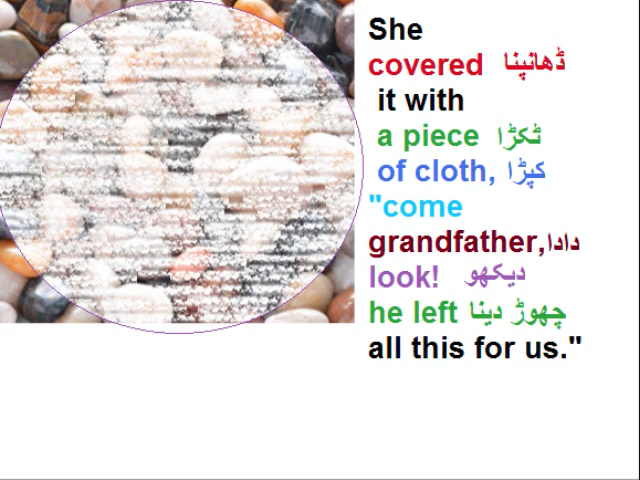 She
covered ڈھانپنا
it with
a piece ٹکڑا
of cloth, کپڑا
"come
grandfather,دادا
look! دیکھو
he left چھوڑ دینا
all this for us."